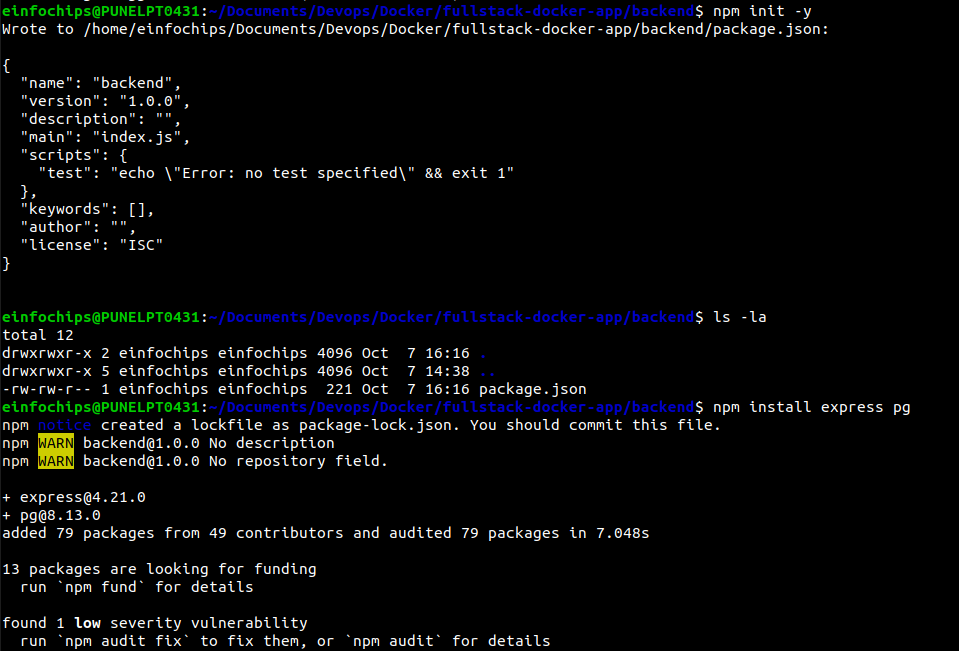 einfochips@PUNELPT0431:~/Documents/Devops/Docker/fullstack-docker-app/backend$ npm init -y
Wrote to /home/einfochips/Documents/Devops/Docker/fullstack-docker-app/backend/package.json:
{
  "name": "backend",
  "version": "1.0.0",
  "description": "",
  "main": "index.js",
  "scripts": {
    "test": "echo \"Error: no test specified\" && exit 1"
  },
  "keywords": [],
  "author": "",
  "license": "ISC"
}
einfochips@PUNELPT0431:~/Documents/Devops/Docker/fullstack-docker-app/backend$ ls -la
total 12
drwxrwxr-x 2 einfochips einfochips 4096 Oct  7 16:16 .
drwxrwxr-x 5 einfochips einfochips 4096 Oct  7 14:38 ..
-rw-rw-r-- 1 einfochips einfochips  221 Oct  7 16:16 package.json
einfochips@PUNELPT0431:~/Documents/Devops/Docker/fullstack-docker-app/backend$ npm install express pg
npm notice created a lockfile as package-lock.json. You should commit this file.
npm WARN backend@1.0.0 No description
npm WARN backend@1.0.0 No repository field.
+ express@4.21.0
+ pg@8.13.0
added 79 packages from 49 contributors and audited 79 packages in 7.048s
13 packages are looking for funding
  run `npm fund` for details
found 1 low severity vulnerability
  run `npm audit fix` to fix them, or `npm audit` for details